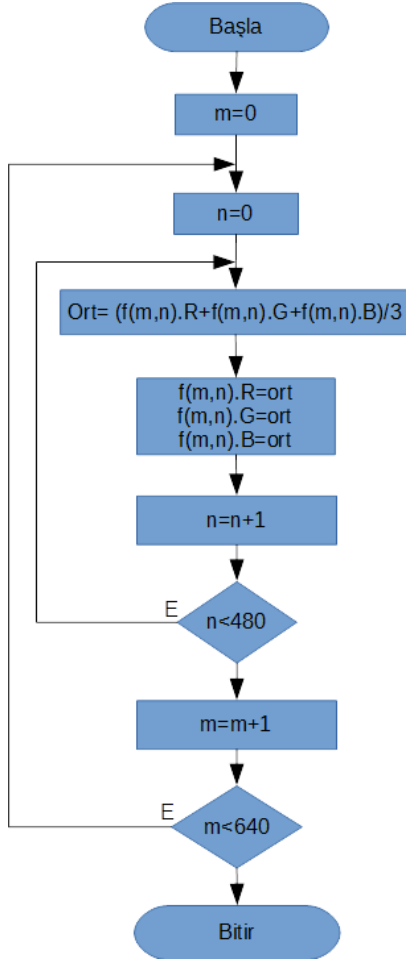 Başla
m=0
n=0
Ort= (f(m,n).R+f(m,n).G+f(m,n).B)/3
f(m,n).R=ort
f(m,n).G=ort
f(m,n).B=ort
n=n+1
E
n<480
m=m+1
E
m<640
Bitir